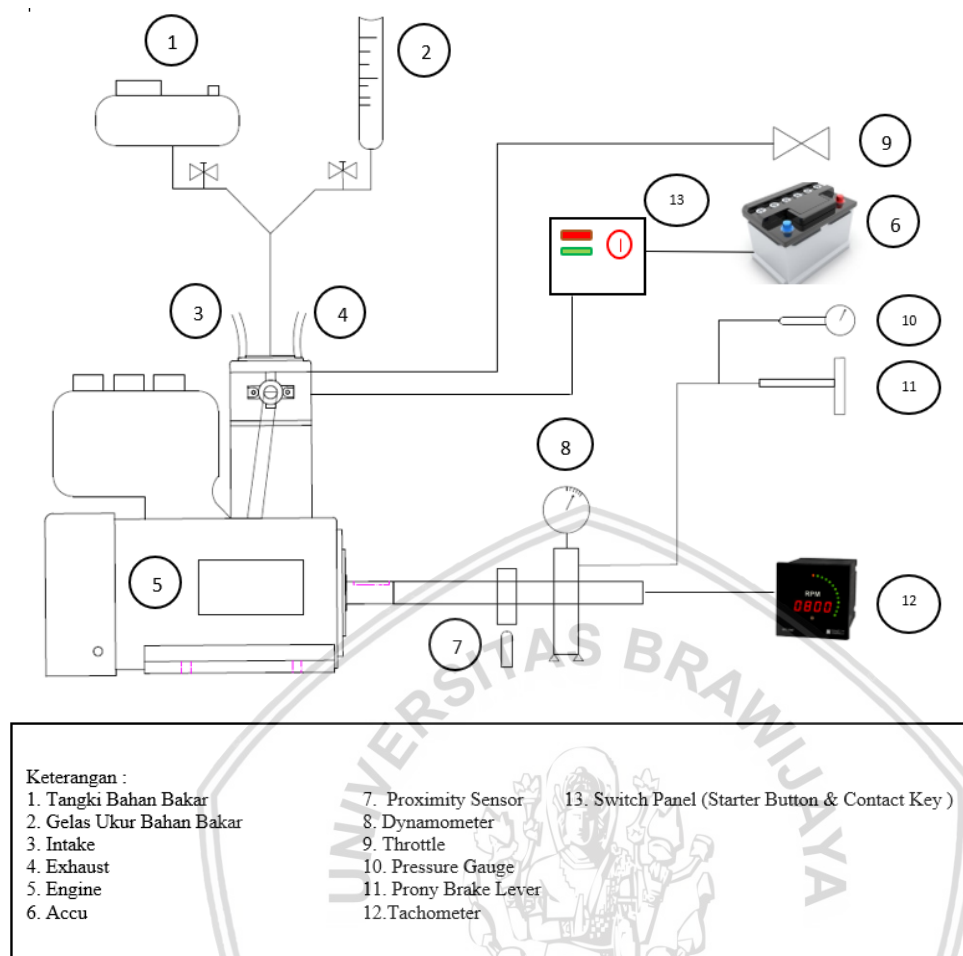 1
2
9
13
6
3
4
10
11
8
5
RPM
0800
12
7
UNIVERSITAS BRAWIJAYA
Keterangan :
1. Tangki Bahan Bakar
2. Gelas Ukur Bahan Bakar
3. Intake
4. Exhaust
5. Engine
6. Accu
7. Proximity Sensor
8. Dynamometer
9. Throttle
10. Pressure Gauge
11. Prony Brake Lever
12.Tachometer
13. Switch Panel (Starter Button & Contact Key )